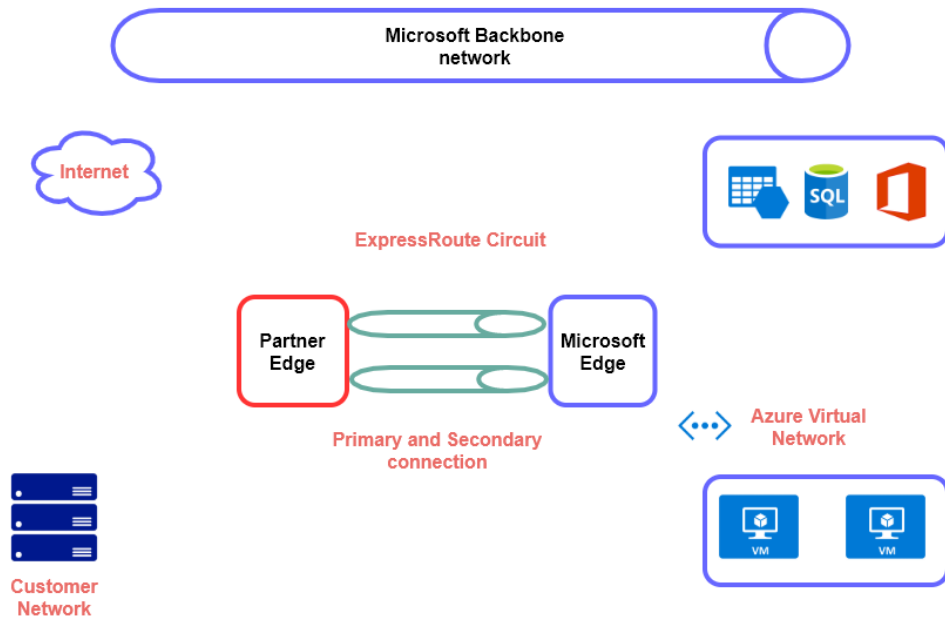 Microsoft Backbone
network
Internet
SQL
ExpressRoute Circuit
Partner
Edge
Microsoft
Edge
Azure Virtual
Network
Primary and Secondary
connection
VM
VM
Customer
Network